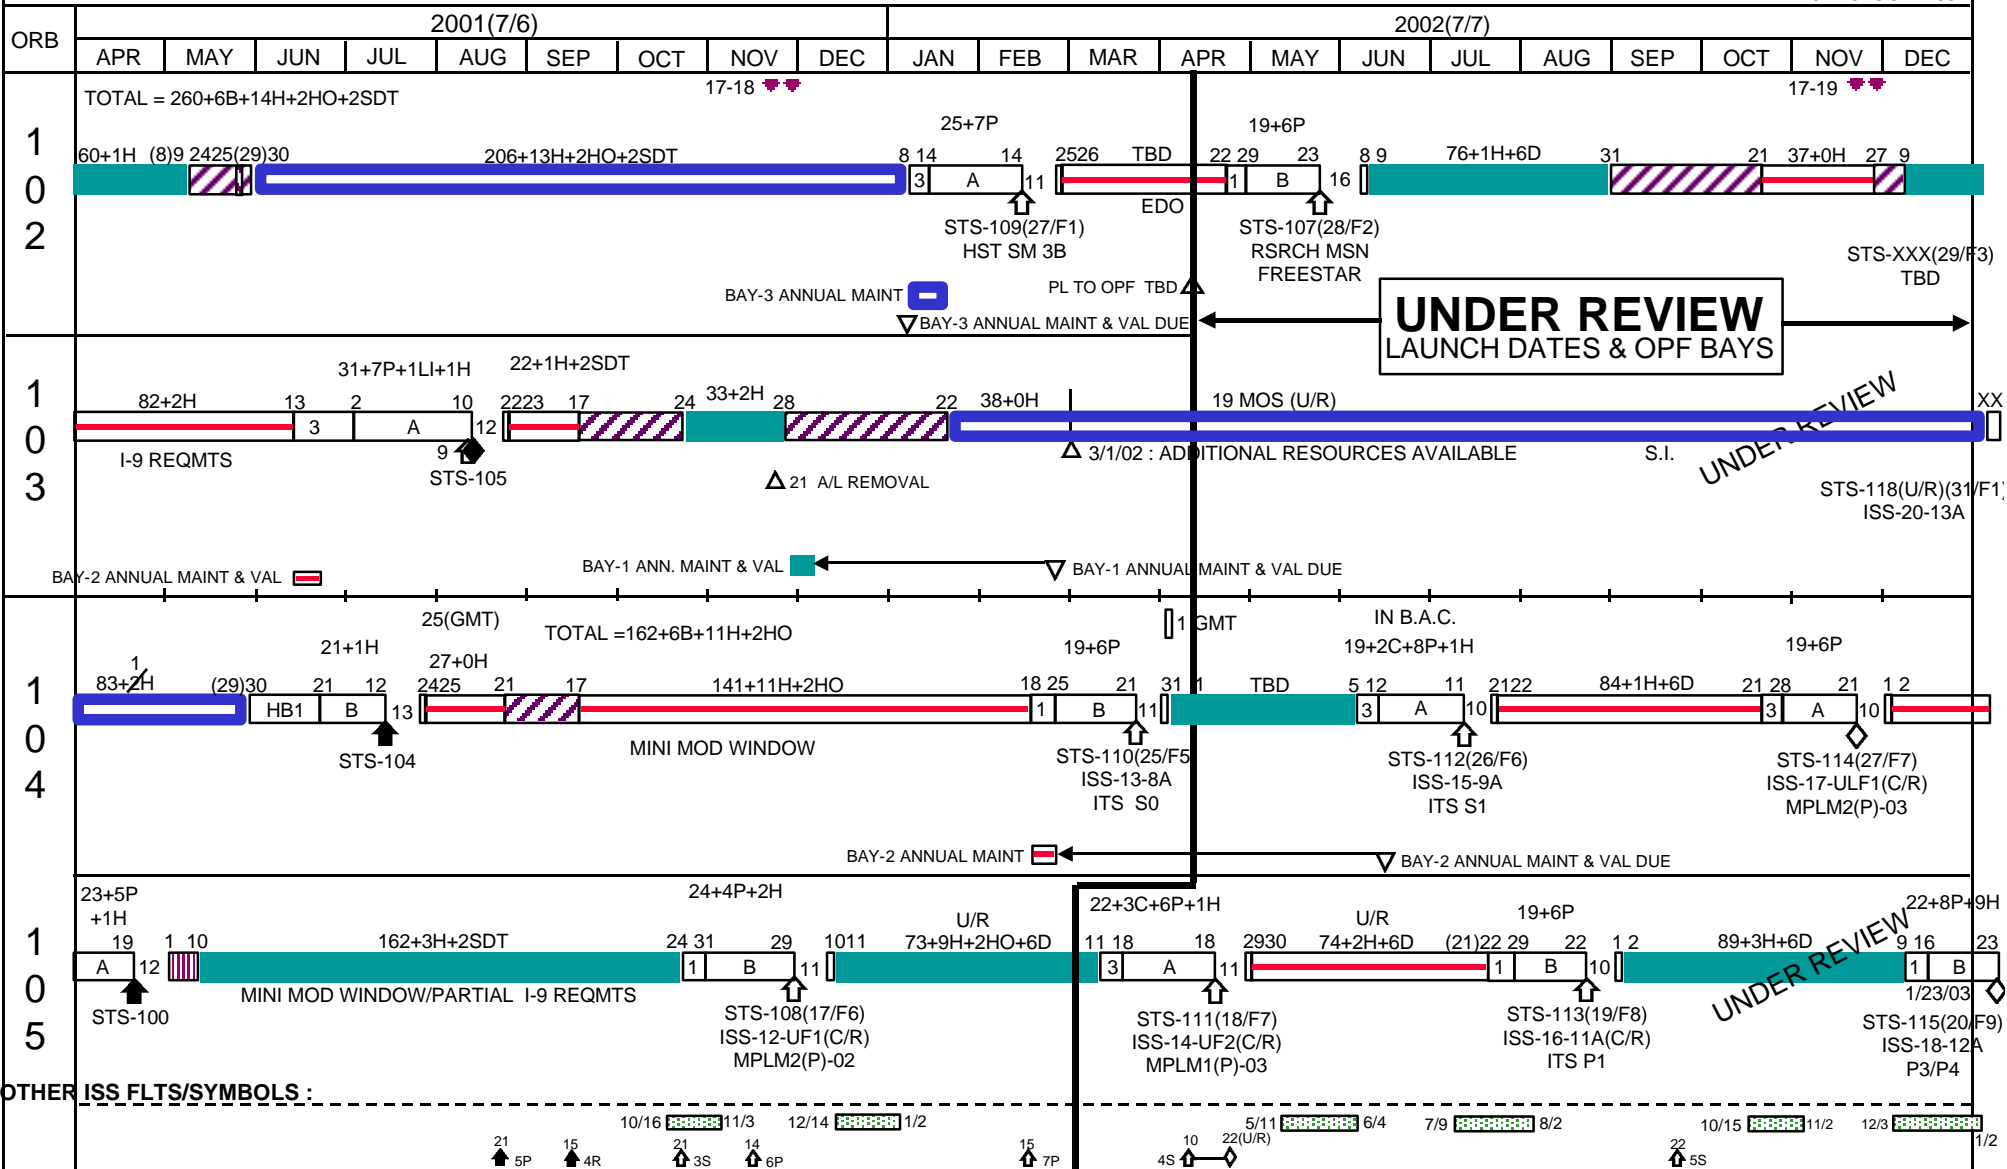 ORB
2001(7/6)
2002(7/7)
APR MAY JUN JUL AUG SEP OCT NOV DEC JAN FEB MAR APR MAY JUN JUL AUG SEP OCT NOV DEC
17-18
17-19
TOTAL = 260+6B+14H+2HO+2SDT
25+7P
19+6P
102
60+1H (8)9 2425(29)30 206+13H+2HO+2SDT 8 14 14 2526 TBD 22 29 23 8 9 76+1H+6D 31 21 37+0H 27 9
3 A 11 1 B 16
EDO
STS-109(27/F1)
HST SM 3B
STS-107(28/F2)
RSRCH MSN
FREESTAR
STS-XXX(29/F3)
TBD
BAY-3 ANNUAL MAINT
PL TO OPF TBD
BAY-3 ANNUAL MAINT & VAL DUE
UNDER REVIEW
LAUNCH DATES & OPF BAYS
31+7P+1LI+1H
22+1H+2SDT
103
82+2H 13 2 10 2223 17 24 33+2H 28 22 38+0H 19 MOS (U/R) XX
3 A 12
UNDER REVIEW
I-9 REQMTS
9
STS-105
3/1/02 : ADDITIONAL RESOURCES AVAILABLE
S.I.
21 A/L REMOVAL
STS-118(U/R)(31/F1)
ISS-20-13A
BAY-2 ANNUAL MAINT & VAL
BAY-1 ANN. MAINT & VAL
BAY-1 ANNUAL MAINT & VAL DUE
25(GMT)
TOTAL =162+6B+11H+2HO
1 GMT
IN B.A.C.
21+1H
27+0H
19+6P
19+2C+8P+1H
19+6P
104
1
83+2H (29)30 21 12 2425 21 17 141+11H+2HO 18 25 21 31 1 TBD 5 12 11 2122 84+1H+6D 21 28 21 1 2
HB1 B 13 1 B 11 3 A 10 3 A 10
MINI MOD WINDOW
STS-104
STS-110(25/F5
ISS-13-8A
ITS S0
STS-112(26/F6)
ISS-15-9A
ITS S1
STS-114(27/F7)
ISS-17-ULF1(C/R)
MPLM2(P)-03
BAY-2 ANNUAL MAINT
BAY-2 ANNUAL MAINT & VAL DUE
23+5P
+1H
24+4P+2H
U/R
22+3C+6P+1H
U/R
19+6P
22+8P+9H
105
19 1 10 162+3H+2SDT 24 31 29 1011 73+9H+2HO+6D 11 18 18 2930 74+2H+6D (21)22 29 22 1 2 89+3H+6D 9 16 23
A 12 1 B 11 3 A 11 1 B 10 1 B
UNDER REVIEW
1/23/03
MINI MOD WINDOW/PARTIAL I-9 REQMTS
STS-100
STS-108(17/F6)
ISS-12-UF1(C/R)
MPLM2(P)-02
STS-111(18/F7)
ISS-14-UF2(C/R)
MPLM1(P)-03
STS-113(19/F8)
ISS-16-11A(C/R)
ITS P1
STS-115(20/F9)
ISS-18-12A
P3/P4
OTHER ISS FLTS/SYMBOLS :
10/16 11/3 12/14 1/2 5/11 6/4 7/9 8/2 10/15 11/2 12/3 1/2
21 15 21 14 15 10 22(U/R) 22
5P 4R 3S 6P 7P 4S 5S